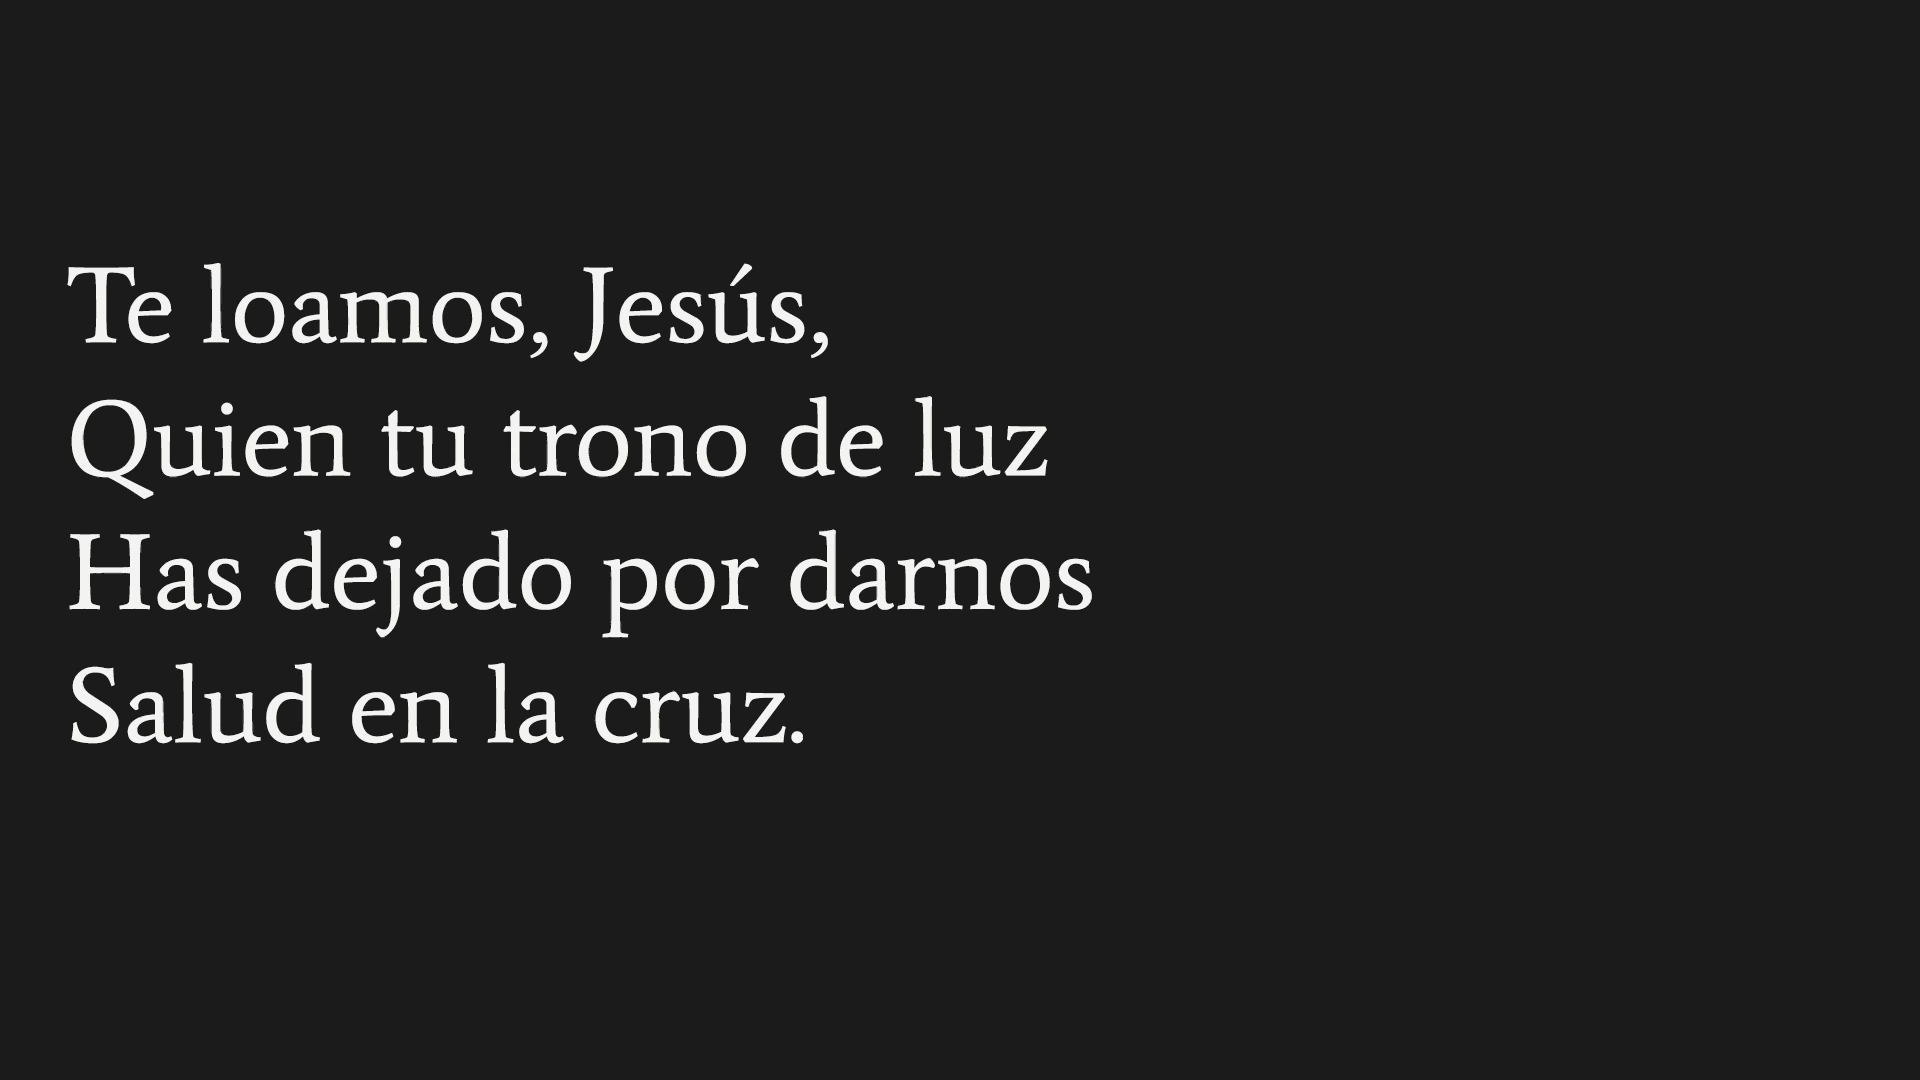 Te loamos, Jesús,
Quien tu trono de luz
Has dejado por darnos
Salud en la cruz.